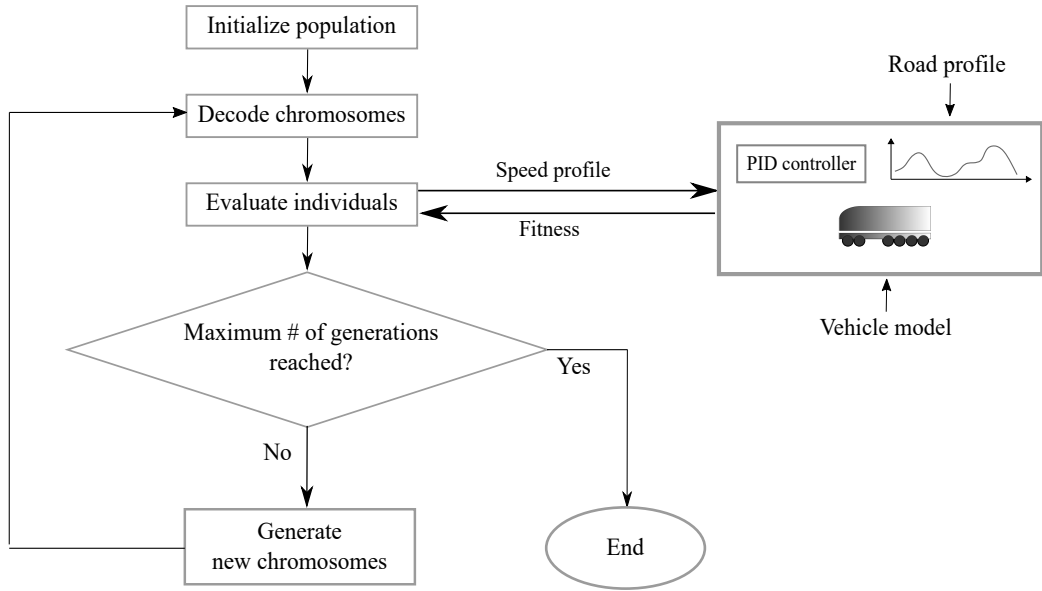 Initialize population
Decode chromosomes
Evaluate individuals
Speed profile
Fitness
Road profile
PID controller
Vehicle model
Maximum # of generations
reached?
Yes
No
Generate
new chromosomes
End